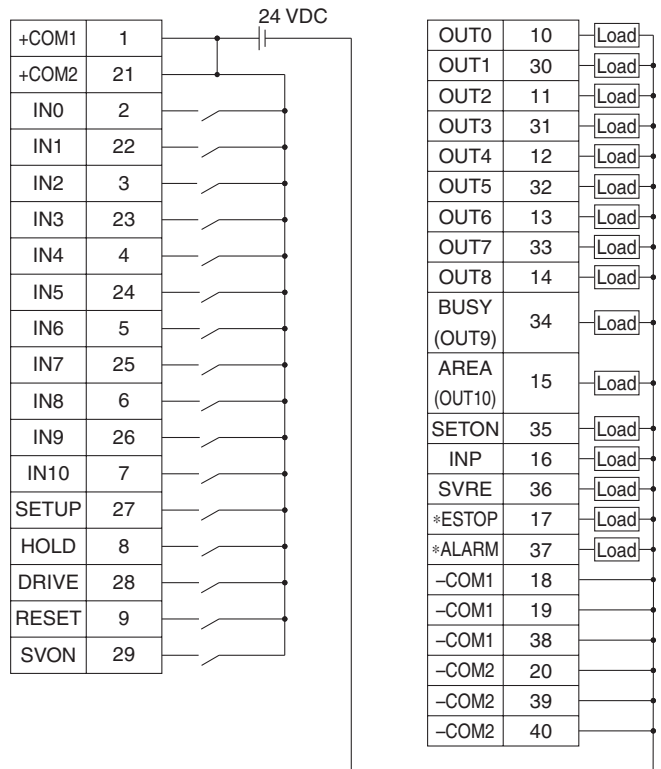 24 VDC
+COM1 1
+COM2 21
IN0 2
IN1 22
IN2 3
IN3 23
IN4 4
IN5 24
IN6 5
IN7 25
IN8 6
IN9 26
IN10 7
SETUP 27
HOLD 8
DRIVE 28
RESET 9
SVON 29
OUT0 10 Load
OUT1 30 Load
OUT2 11 Load
OUT3 31 Load
OUT4 12 Load
OUT5 32 Load
OUT6 13 Load
OUT7 33 Load
OUT8 14 Load
BUSY
(OUT9) 34 Load
AREA
(OUT10) 15 Load
SETON 35 Load
INP 16 Load
SVRE 36 Load
*ESTOP 17 Load
*ALARM 37 Load
–COM1 18
–COM1 19
–COM1 38
–COM2 20
–COM2 39
–COM2 40